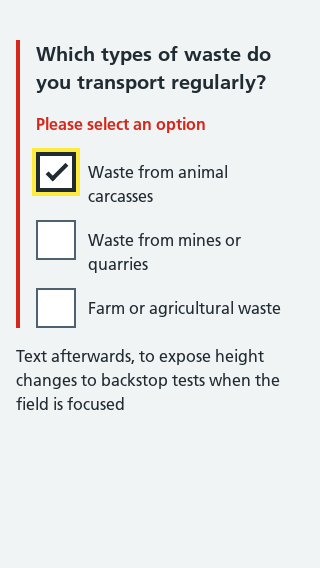 Which types of waste do
you transport regularly?
Please select an option
Waste from animal
carcasses
Waste from mines or
quarries
Farm or agricultural waste
Text afterwards, to expose height
changes to backstop tests when the
field is focused